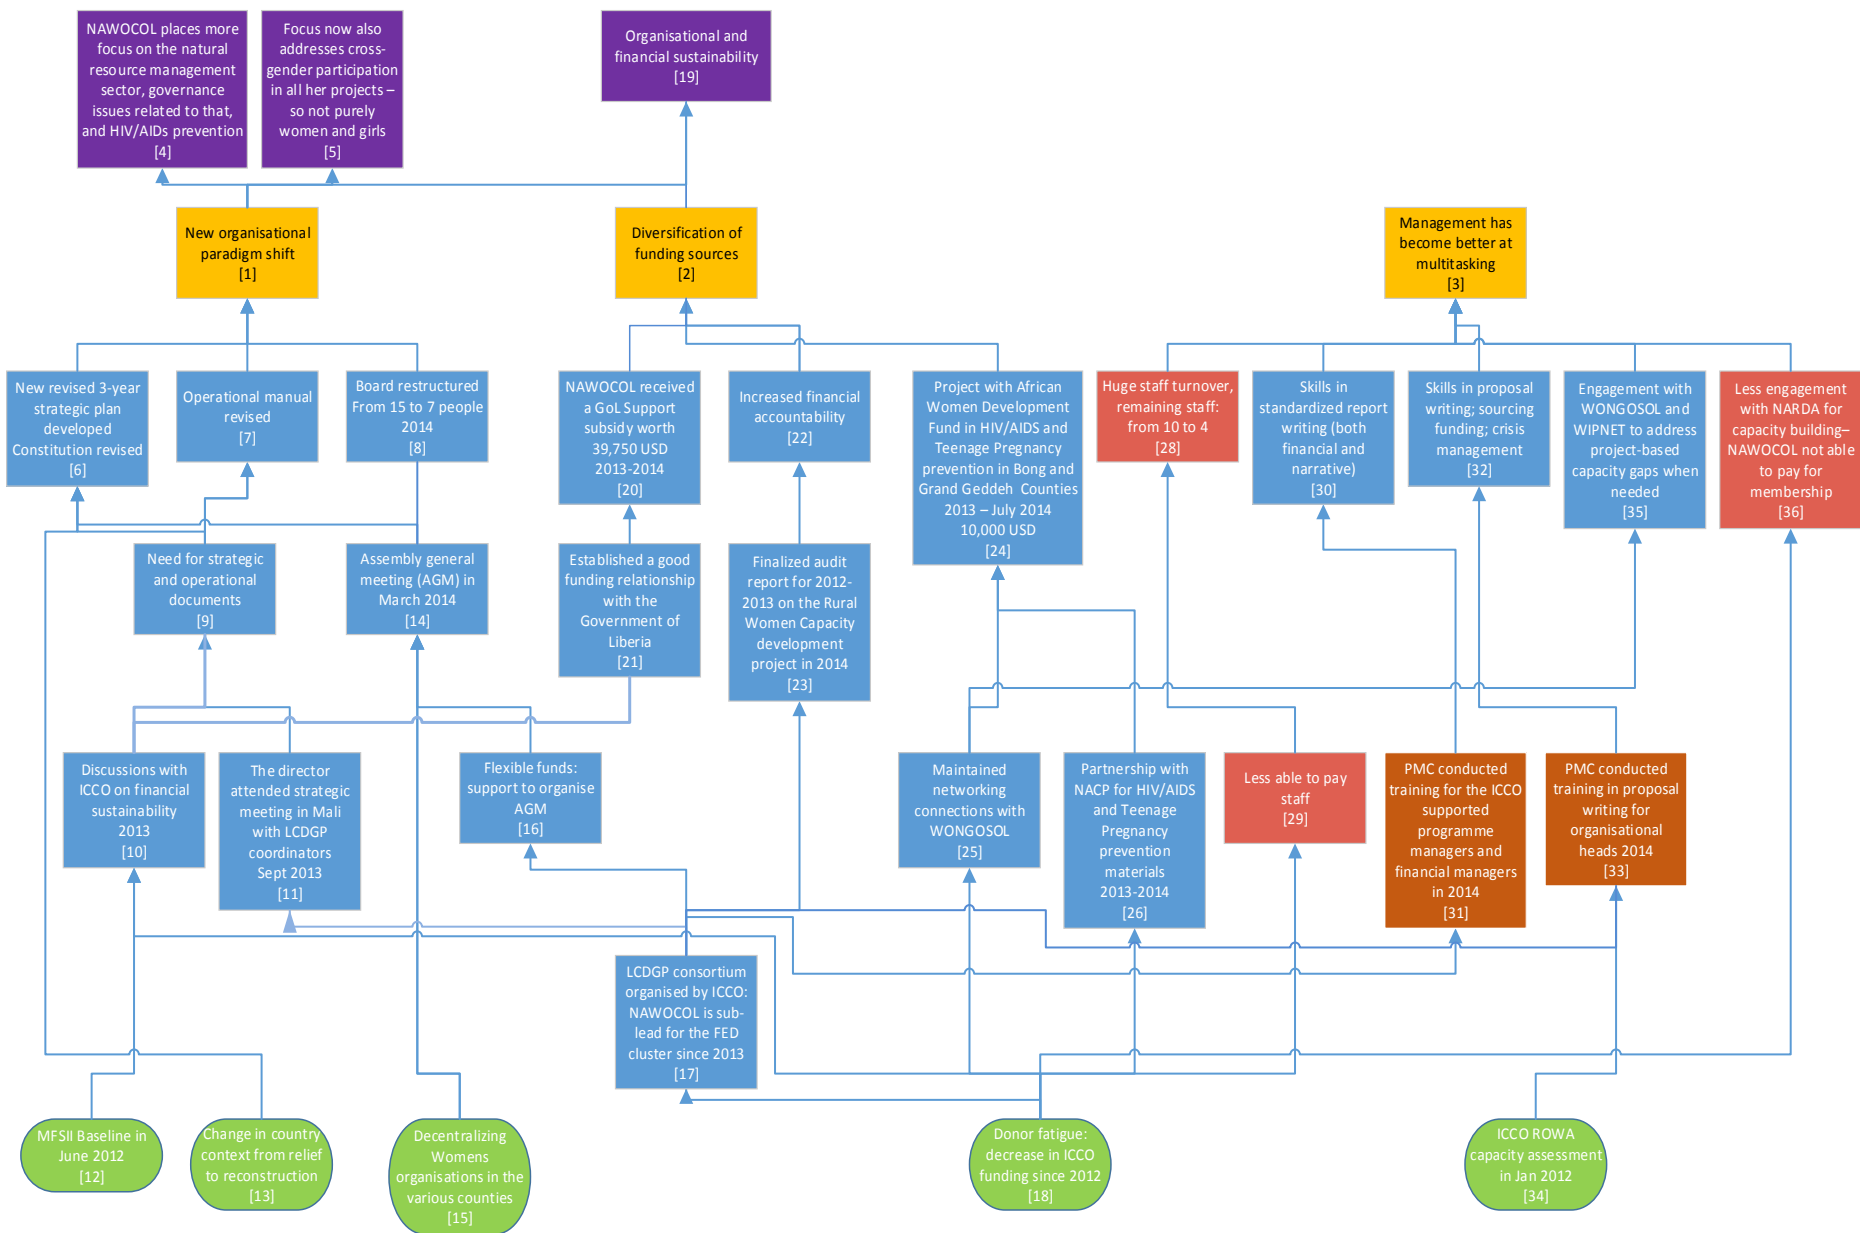 NAWOCOL places more
focus on the natural
resource management
sector, governance
issues related to that,
and HIV/AIDs prevention
[4]
Focus now also
addresses cross-
gender participation
in all her projects –
so not purely
women and girls
[5]
Organisational and
financial sustainability
[19]
New organisational
paradigm shift
[1]
Diversification of
funding sources
[2]
Management has
become better at
multitasking
[3]
New revised 3-year
strategic plan
developed
Constitution revised
[6]
Operational manual
revised
[7]
Board restructured
From 15 to 7 people
2014
[8]
NAWOCOL received
a GoL Support
subsidy worth
39,750 USD
2013-2014
[20]
Increased financial
accountability
[22]
Project with African
Women Development
Fund in HIV/AIDS and
Teenage Pregnancy
prevention in Bong and
Grand Geddeh Counties
2013 – July 2014
10,000 USD
[24]
Huge staff turnover,
remaining staff:
from 10 to 4
[28]
Skills in
standardized report
writing (both
financial and
narrative)
[30]
Skills in proposal
writing; sourcing
funding; crisis
management
[32]
Engagement with
WONGOSOL and
WIPNET to address
project-based
capacity gaps when
needed
[35]
Less engagement
with NARDA for
capacity building–
NAWOCOL not able
to pay for
membership
[36]
Need for strategic
and operational
documents
[9]
Assembly general
meeting (AGM) in
March 2014
[14]
Established a good
funding relationship
with the
Government of
Liberia
[21]
Finalized audit
report for 2012-
2013 on the Rural
Women Capacity
development
project in 2014
[23]
Discussions with
ICCO on financial
sustainability
2013
[10]
The director
attended strategic
meeting in Mali
with LCDGP
coordinators
Sept 2013
[11]
Flexible funds:
support to organise
AGM
[16]
Maintained
networking
connections with
WONGOSOL
[25]
Partnership with
NACP for HIV/AIDS
and Teenage
Pregnancy
prevention
materials
2013-2014
[26]
Less able to pay
staff
[29]
PMC conducted
training for the ICCO
supported
programme
managers and
financial managers
in 2014
[31]
PMC conducted
training in proposal
writing for
organisational
heads 2014
[33]
LCDGP consortium
organised by ICCO:
NAWOCOL is sub-
lead for the FED
cluster since 2013
[17]
MFSII Baseline in
June 2012
[12]
Change in country
context from relief
to reconstruction
[13]
Decentralizing
Womens
organisations in the
various counties
[15]
Donor fatigue:
decrease in ICCO
funding since 2012
[18]
ICCO ROWA
capacity assessment
in Jan 2012
[34]